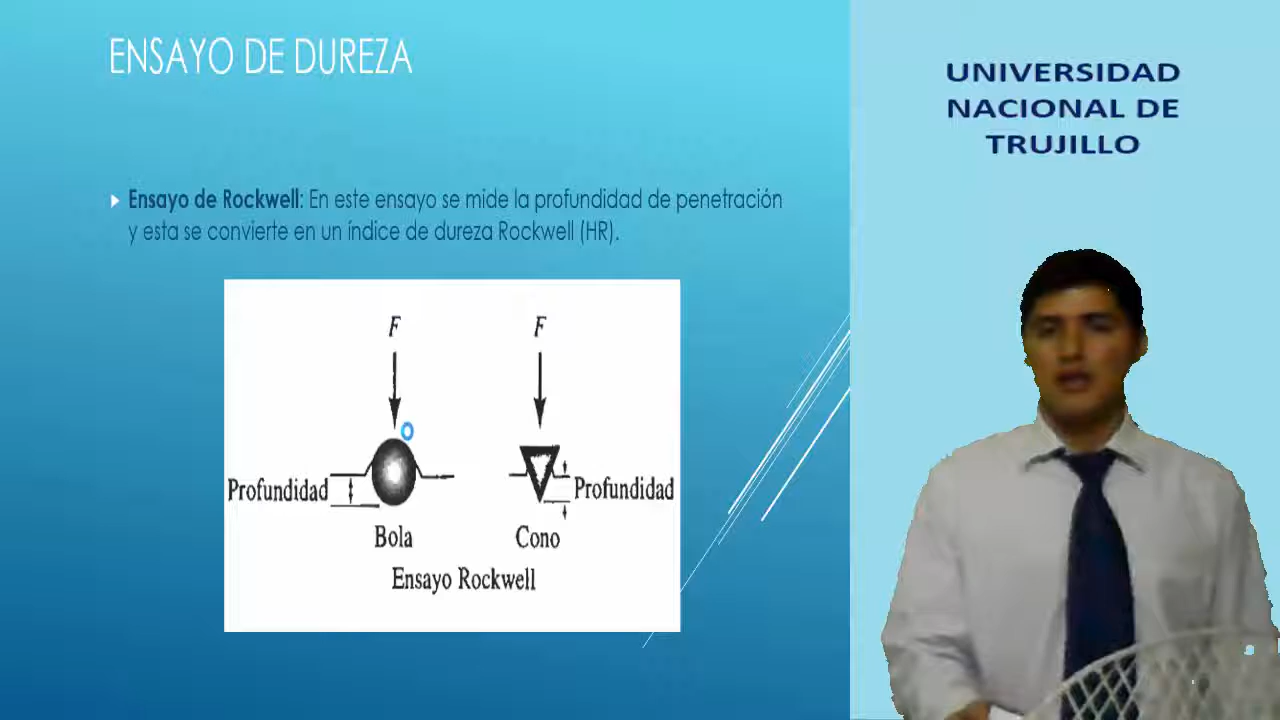 ENSAYO DE DUREZA
UNIVERSIDAD
NACIONAL DE
TRUJILLO
Ensayo de Rockwell: En este ensayo se mide la profundidad de penetración
y esta se convierte en un índice de dureza Rockwell (HR).
F F
Profundidad Profundidad
Bola Cono
Ensayo Rockwell